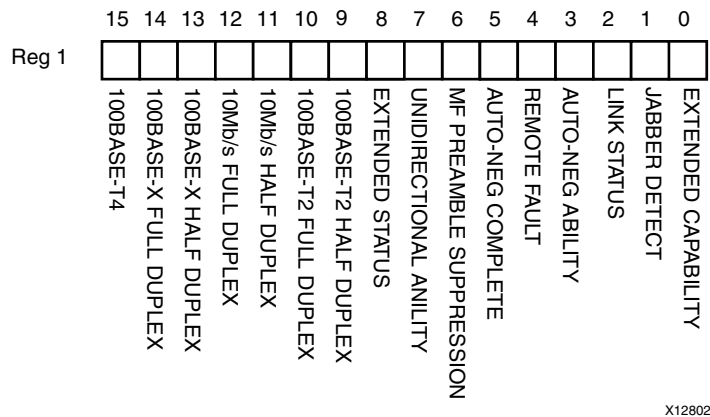 15 14 13 12 11 10 9 8 7 6 5 4 3 2 1 0
Reg 1
100BASE-T4
100BASE-X FULL DUPLEX
100BASE-X HALF DUPLEX
10Mb/s FULL DUPLEX
10Mb/s HALF DUPLEX
100BASE-T2 FULL DUPLEX
100BASE-T2 HALF DUPLEX
EXTENDED STATUS
UNIDIRECTIONAL ANILITY
MF PREAMBLE SUPPRESSION
AUTO-NEG COMPLETE
REMOTE FAULT
AUTO-NEG ABILITY
LINK STATUS
JABBER DETECT
EXTENDED CAPABILITY
X12802